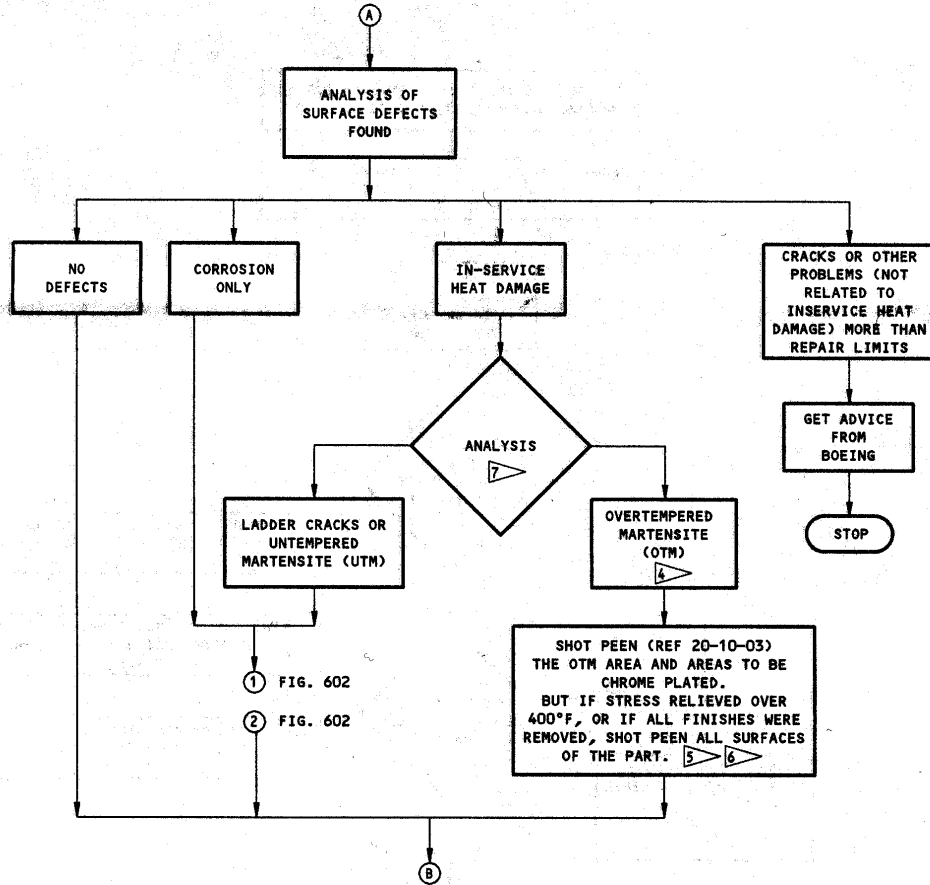 A
ANALYSIS OF
SURFACE DEFECTS
FOUND
NO
DEFECTS
CORROSION
ONLY
IN-SERVICE
HEAT DAMAGE
CRACKS OR OTHER
PROBLEMS (NOT
RELATED TO
INSERVICE HEAT
DAMAGE) MORE THAN
REPAIR LIMITS
GET ADVICE
FROM
BOEING
STOP
ANALYSIS
7
LADDER CRACKS OR
UNTEMPERED
MARTENSITE (UTM)
OVERTEMPERED
MARTENSITE
(OTM)
4
SHOT PEEN (REF 20-10-03)
THE OTM AREA AND AREAS TO BE
CHROME PLATED.
BUT IF STRESS RELIEVED OVER
400°F, OR IF ALL FINISHES WERE
REMOVED, SHOT PEEN ALL SURFACES
OF THE PART. 5 6
1 FIG. 602
2 FIG. 602
B